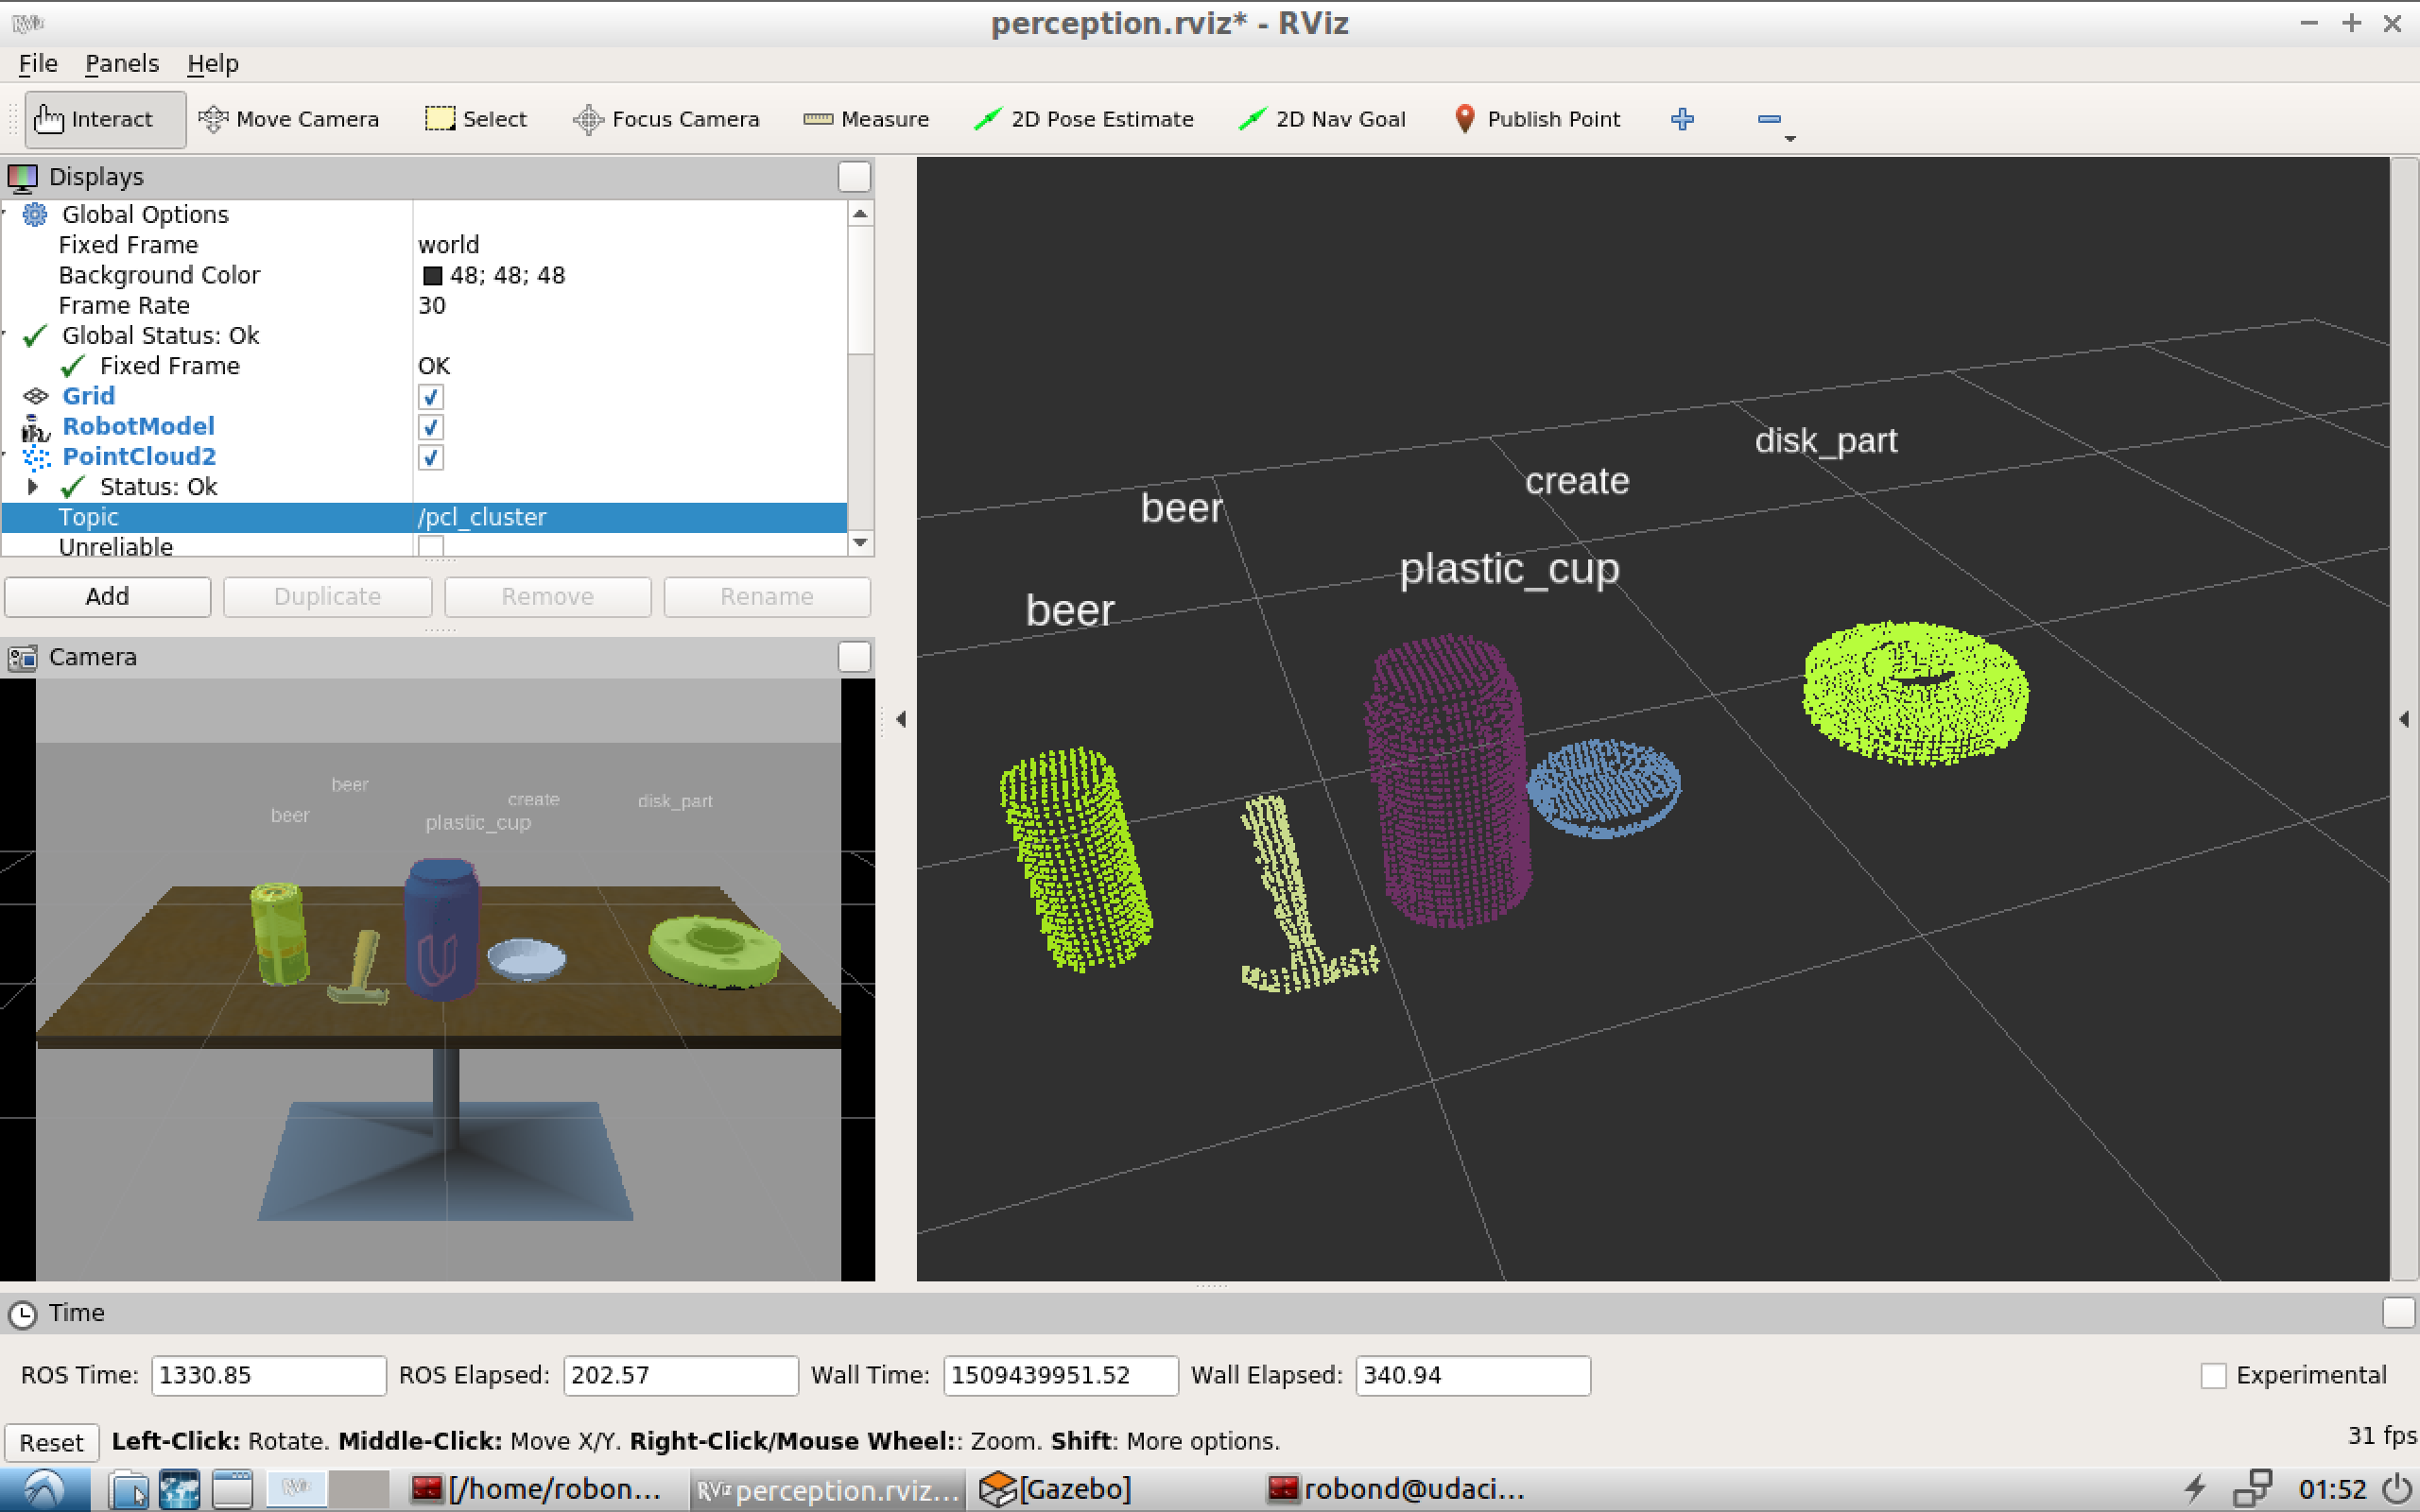 perception.rviz* - RViz
File Panels Help
Interact Move Camera Select Focus Camera Measure 2D Pose Estimate 2D Nav Goal Publish Point
Displays
Global Options
Fixed Frame world
Background Color 48; 48; 48
Frame Rate 30
Global Status: Ok
Fixed Frame OK
Grid
RobotModel
PointCloud2
Status: Ok
Topic /pcl_cluster
Unreliable
Add Duplicate Remove Rename
Camera
beer
create disk_part
beer
plastic_cup
disk_part
create
beer
plastic_cup
beer
Time
ROS Time: 1330.85 ROS Elapsed: 202.57 Wall Time: 1509439951.52 Wall Elapsed: 340.94 Experimental
Reset Left-Click: Rotate. Middle-Click: Move X/Y. Right-Click/Mouse Wheel:: Zoom. Shift: More options. 31 fps
[/home/robon... RViz perception.rviz... [Gazebo] robond@udaci... 01:52